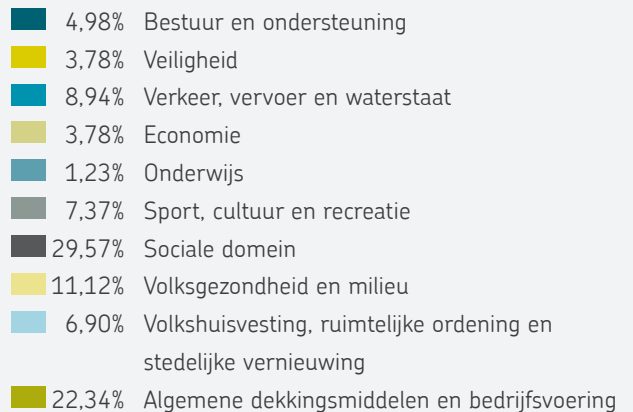 4,98% Bestuur en ondersteuning
3,78% Veiligheid
8,94% Verkeer, vervoer en waterstaat
3,78% Economie
1,23% Onderwijs
7,37% Sport, cultuur en recreatie
29,57% Sociale domein
11,12% Volksgezondheid en milieu
6,90% Volkshuisvesting, ruimtelijke ordening en
stedelijke vernieuwing
22,34% Algemene dekkingsmiddelen en bedrijfsvoering